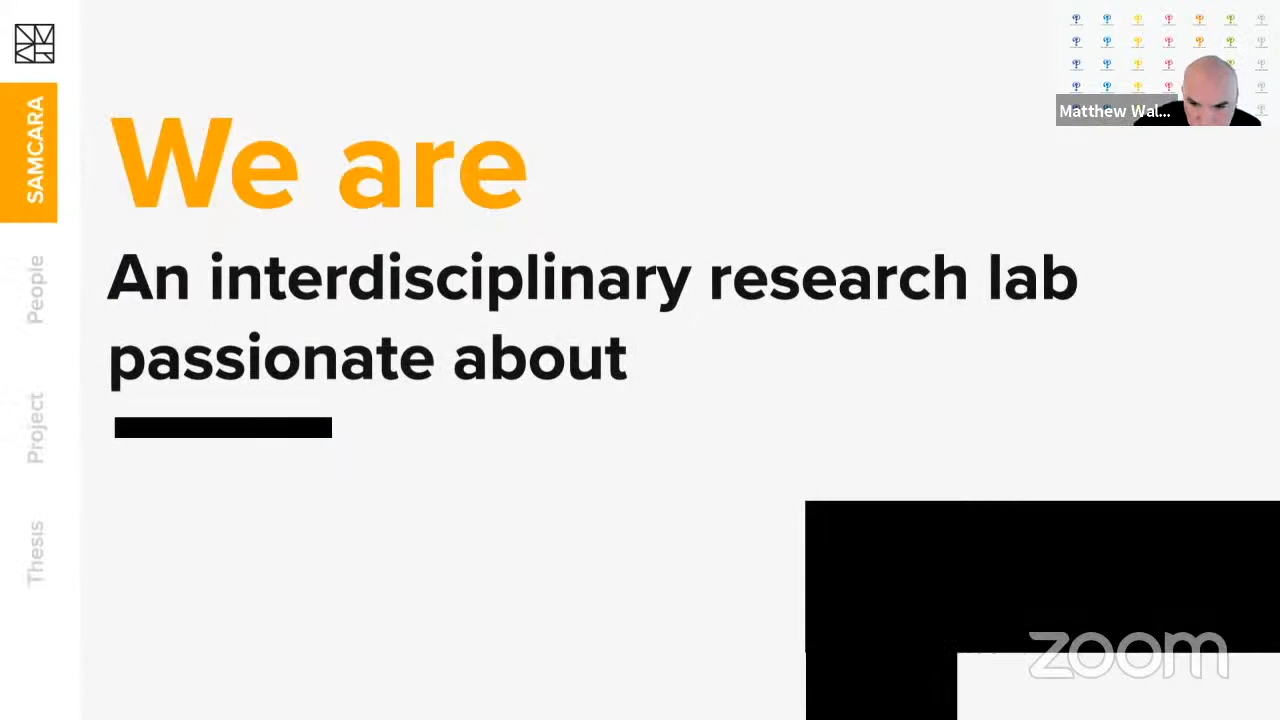 SAMCARA
People
Project
Thesis
We are
An interdisciplinary research lab
passionate about
Matthew Wal...
zoom